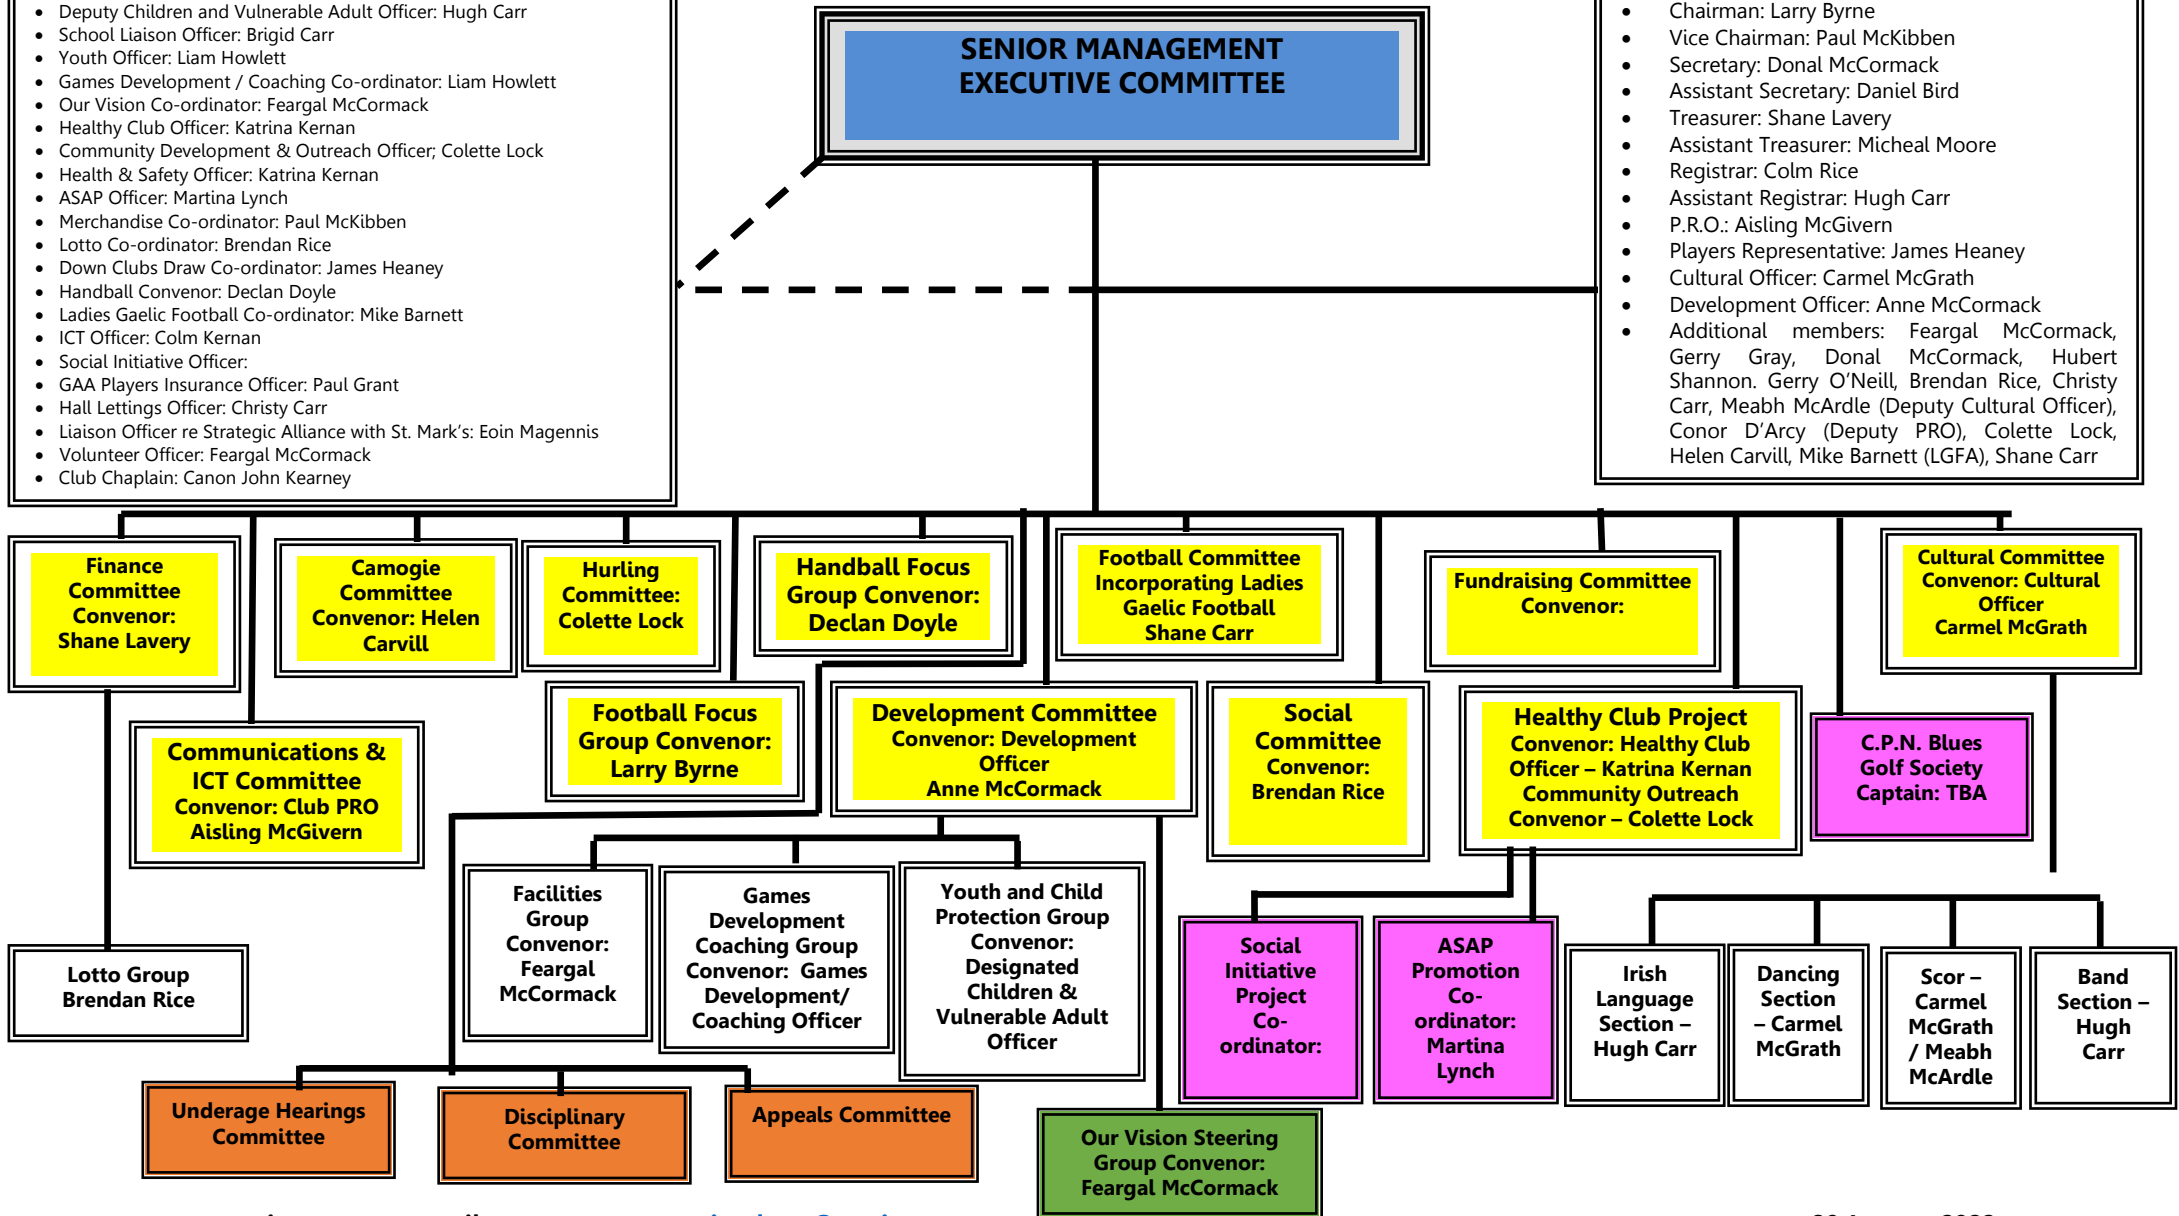 • Deputy Children and Vulnerable Adult Officer: Hugh Carr
• School Liaison Officer: Brigid Carr
• Youth Officer: Liam Howlett
• Games Development / Coaching Co-ordinator: Liam Howlett
• Our Vision Co-ordinator: Feargal McCormack
• Healthy Club Officer: Katrina Kernan
• Community Development & Outreach Officer; Colette Lock
• Health & Safety Officer: Katrina Kernan
• ASAP Officer: Martina Lynch
• Merchandise Co-ordinator: Paul McKibben
• Lotto Co-ordinator: Brendan Rice
• Down Clubs Draw Co-ordinator: James Heaney
• Handball Convenor: Declan Doyle
• Ladies Gaelic Football Co-ordinator: Mike Barnett
• ICT Officer: Colm Kernan
• Social Initiative Officer:
• GAA Players Insurance Officer: Paul Grant
• Hall Lettings Officer: Christy Carr
• Liaison Officer re Strategic Alliance with St. Mark's: Eoin Magennis
• Volunteer Officer: Feargal McCormack
• Club Chaplain: Canon John Kearney
SENIOR MANAGEMENT
EXECUTIVE COMMITTEE
• Chairman: Larry Byrne
• Vice Chairman: Paul McKibben
• Secretary: Donal McCormack
• Assistant Secretary: Daniel Bird
• Treasurer: Shane Lavery
• Assistant Treasurer: Micheal Moore
• Registrar: Colm Rice
• Assistant Registrar: Hugh Carr
• P.R.O.: Aisling McGivern
• Players Representative: James Heaney
• Cultural Officer: Carmel McGrath
• Development Officer: Anne McCormack
• Additional members: Feargal McCormack,
Gerry Gray, Donal McCormack, Hubert
Shannon. Gerry O'Neill, Brendan Rice, Christy
Carr, Meabh McArdle (Deputy Cultural Officer),
Conor D'Arcy (Deputy PRO), Colette Lock,
Helen Carvill, Mike Barnett (LGFA), Shane Carr
Finance
Committee
Convenor:
Shane Lavery
Camogie
Committee
Convenor: Helen
Carvill
Hurling
Committee:
Colette Lock
Handball Focus
Group Convenor:
Declan Doyle
Football Committee
Incorporating Ladies
Gaelic Football
Shane Carr
Fundraising Committee
Convenor:
Cultural Committee
Convenor: Cultural
Officer
Carmel McGrath
Communications &
ICT Committee
Convenor: Club PRO
Aisling McGivern
Football Focus
Group Convenor:
Larry Byrne
Development Committee
Convenor: Development
Officer
Anne McCormack
Social
Committee
Convenor:
Brendan Rice
Healthy Club Project
Convenor: Healthy Club
Officer – Katrina Kernan
Community Outreach
Convenor – Colette Lock
C.P.N. Blues
Golf Society
Captain: TBA
Lotto Group
Brendan Rice
Facilities
Group
Convenor:
Feargal
McCormack
Games
Development
Coaching Group
Convenor: Games
Development/
Coaching Officer
Youth and Child
Protection Group
Convenor:
Designated
Children &
Vulnerable Adult
Officer
Social
Initiative
Project
Co-
ordinator:
ASAP
Promotion
Co-
ordinator:
Martina
Lynch
Irish
Language
Section –
Hugh Carr
Dancing
Section
– Carmel
McGrath
Scor –
Carmel
McGrath
/ Meabh
McArdle
Band
Section –
Hugh
Carr
Underage Hearings
Committee
Disciplinary
Committee
Appeals Committee
Our Vision Steering
Group Convenor:
Feargal McCormack